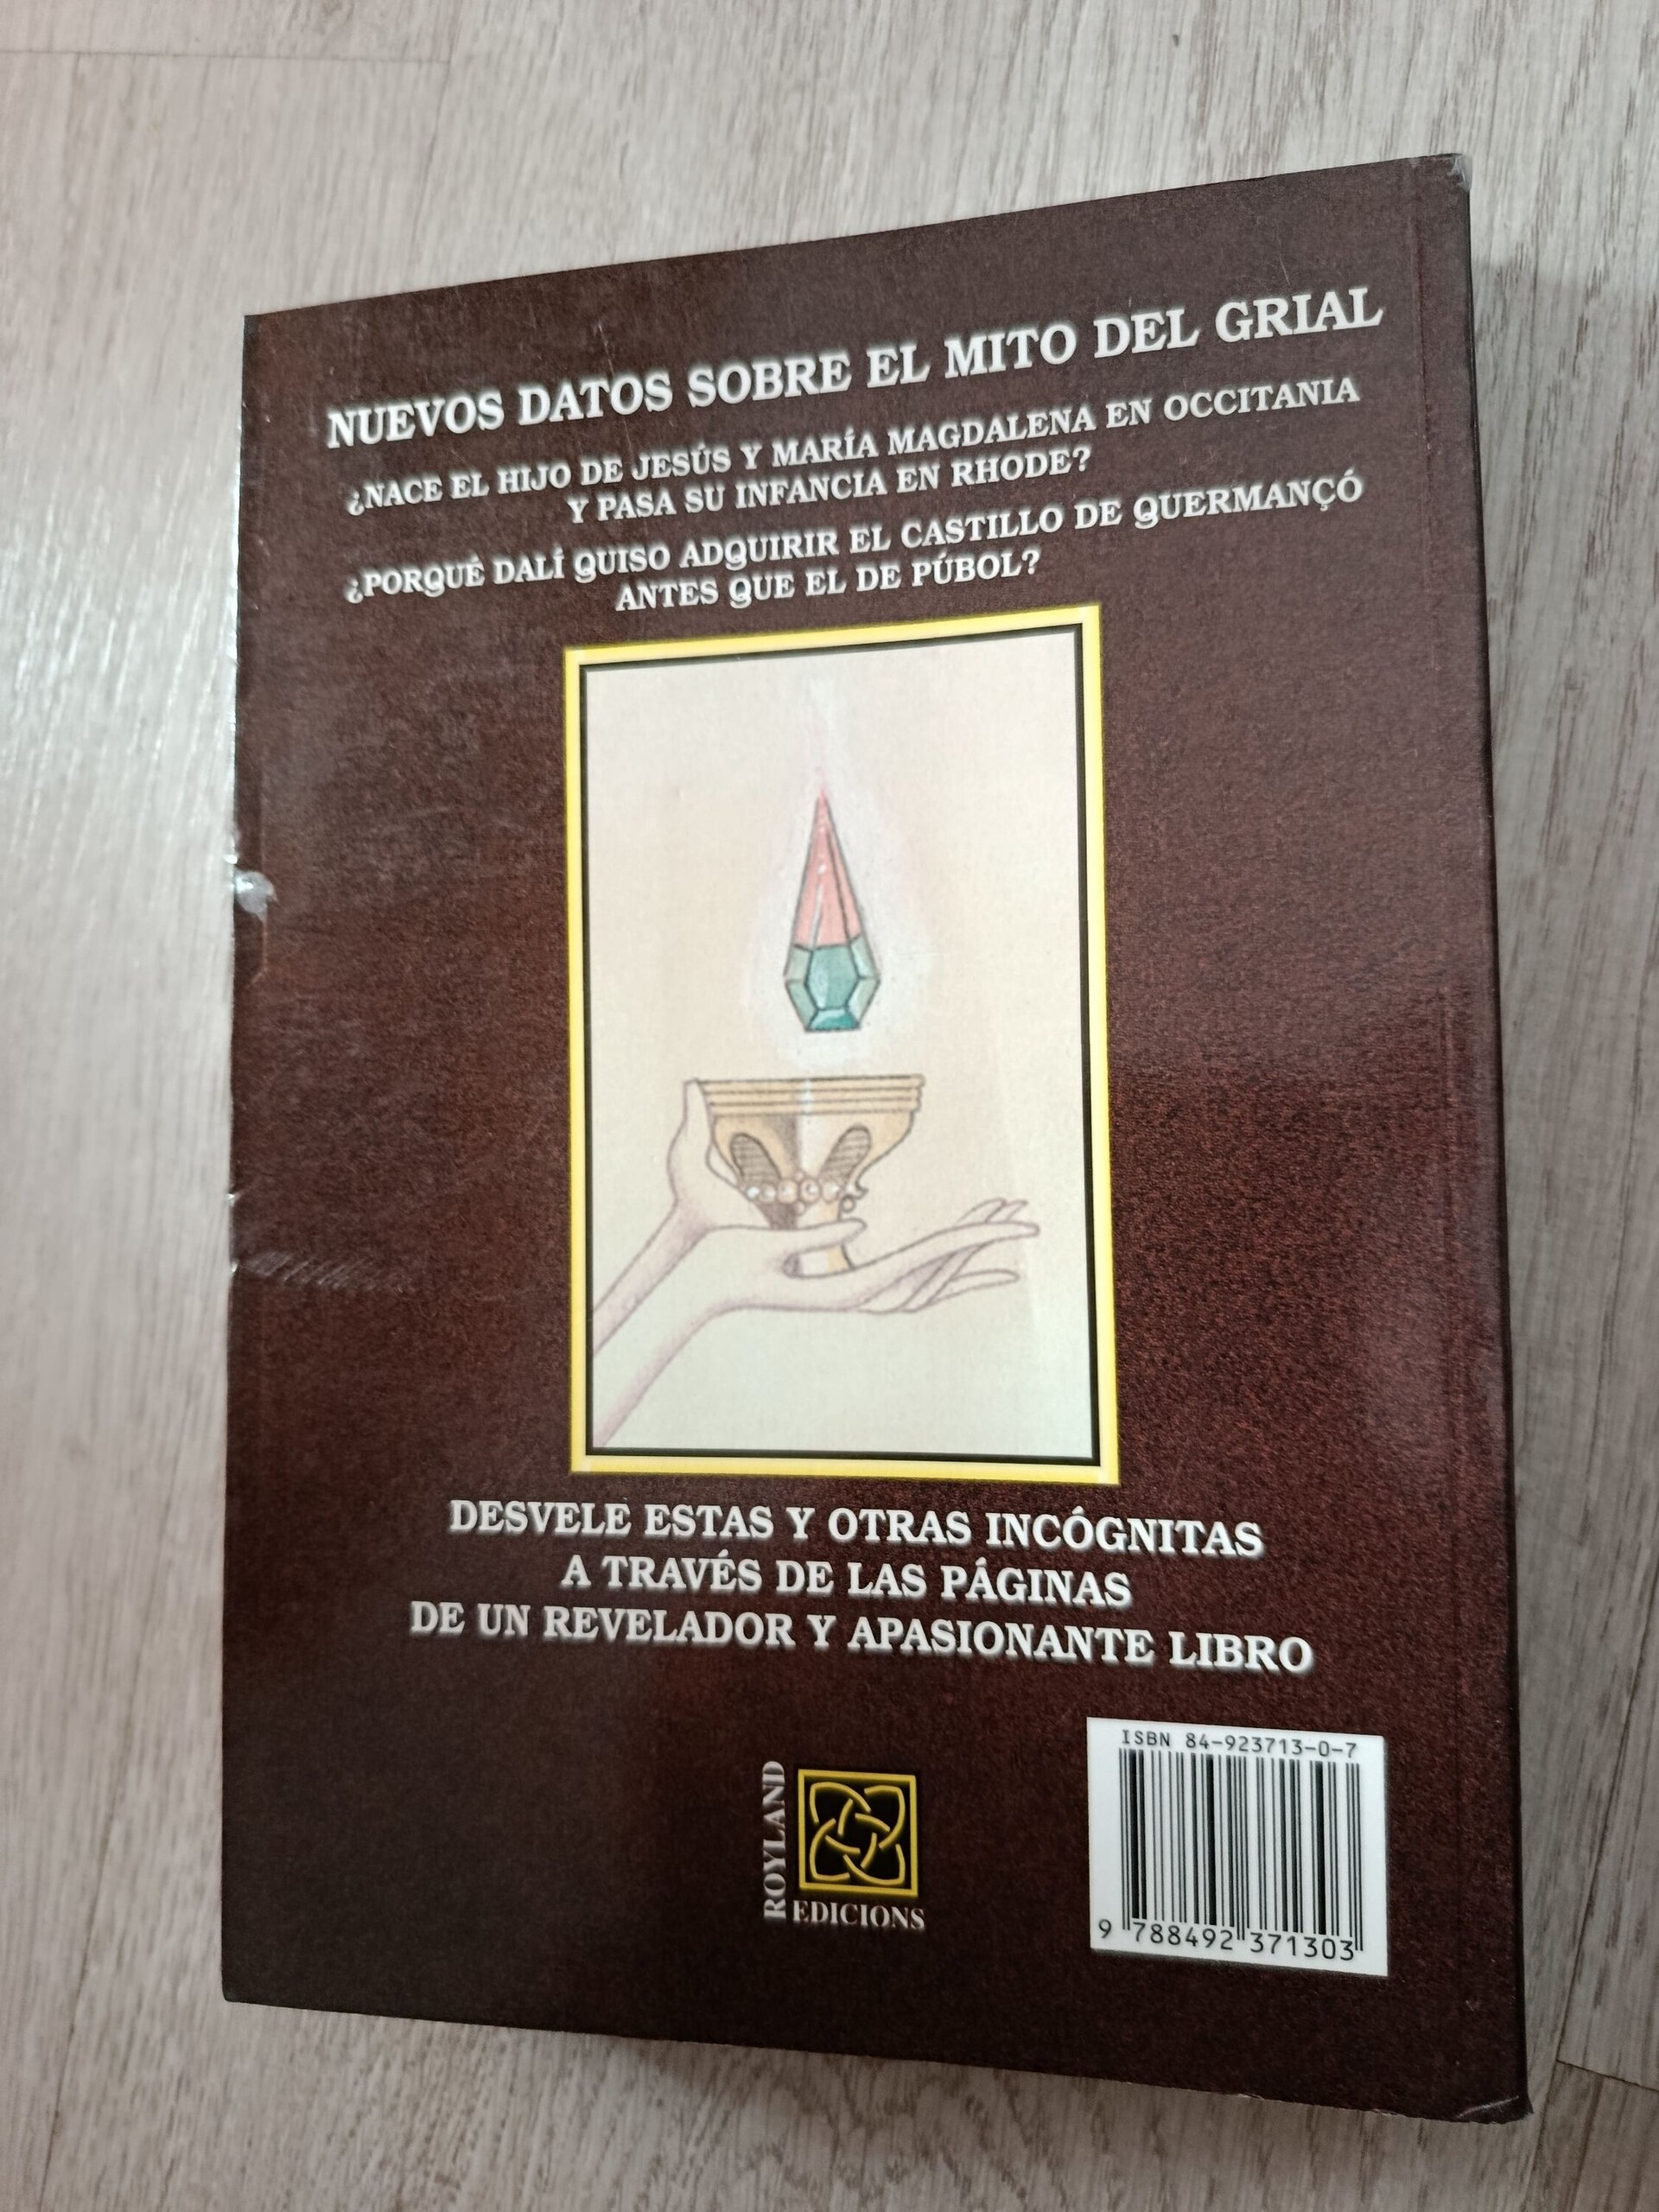 NUEVOS DATOS SOBRE EL MITO DEL GRIAL
¿NACE EL HIJO DE JESÚS Y MARÍA MAGDALENA EN OCCITANIA
Y PASA SU INFANCIA EN RHODE?
¿PORQUÉ DALÍ QUISO ADQUIRIR EL CASTILLO DE QUERMANÇÓ
ANTES QUE EL DE PÚBOL?
DESVELE ESTAS Y OTRAS INCÓGNITAS
A TRAVÉS DE LAS PÁGINAS
DE UN REVELADOR Y APASIONANTE LIBRO
ROYLAND
EDICIONS
ISBN 84-923713-0-7
9 788492 371303